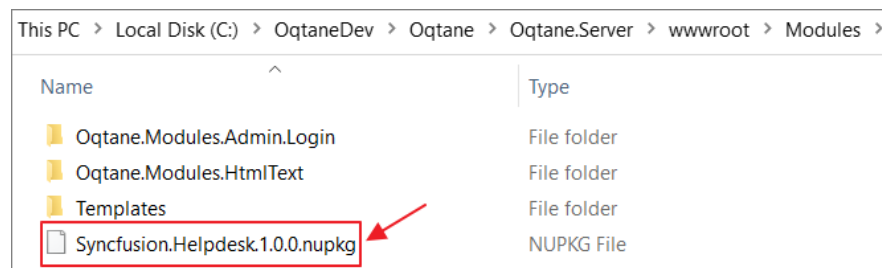 This PC > Local Disk (C:) > OqtaneDev > Oqtane > Oqtane.Server > wwwroot > Modules >
Name Type
Oqtane.Modules.Admin.Login File folder
Oqtane.Modules.HtmlText File folder
Templates File folder
Syncfusion.Helpdesk.1.0.0.nupkg NUPKG File